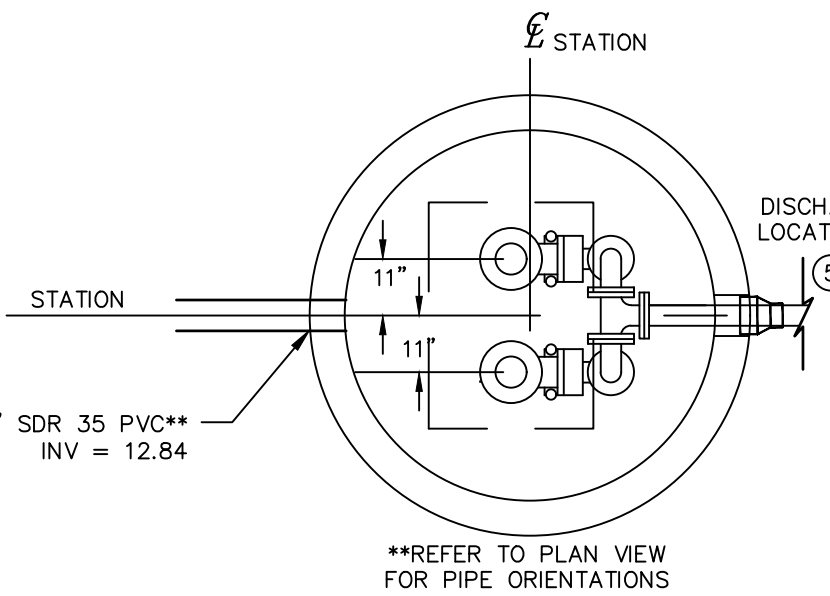 ℄ STATION
DISCH.
LOCAT
5
11"
STATION
11"
" SDR 35 PVC**
INV = 12.84
**REFER TO PLAN VIEW
FOR PIPE ORIENTATIONS